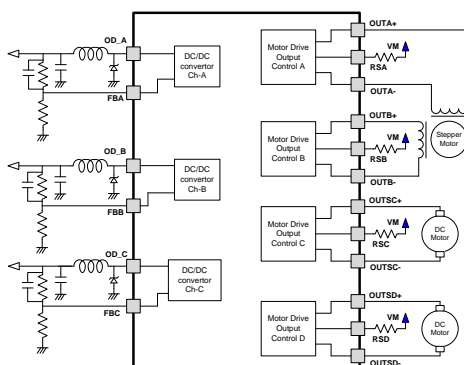 OD_A
DC/DC
convertor
Ch-A
FBA
OD_B
DC/DC
convertor
Ch-B
FBB
OD_C
DC/DC
convertor
Ch-C
FBC
Motor Drive
Output
Control A
OUTA+
VM
RSA
OUTA-
Motor Drive
Output
Control B
OUTB+
VM
RSB
OUTB-
Stepper
Motor
Motor Drive
Output
Control C
OUTSC+
VM
RSC
OUTSC-
DC
Motor
Motor Drive
Output
Control D
OUTSD+
VM
RSD
OUTSD-
DC
Motor